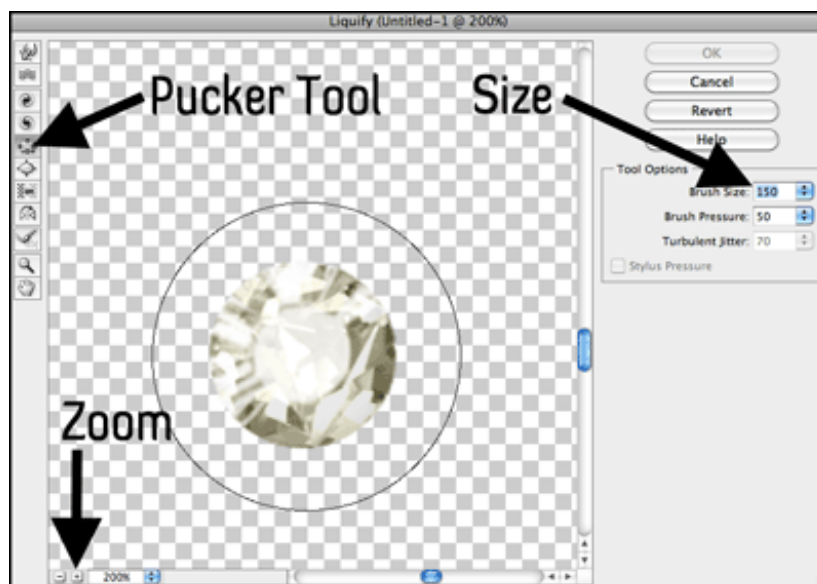 Liquify (Untitled-1 @ 200%)
OK
Cancel
Revert
Help
Pucker Tool
Size
Tool Options
Brush Size: 150
Brush Pressure: 50
Turbulent Jitter: 70
Stylus Pressure
Zoom
200%